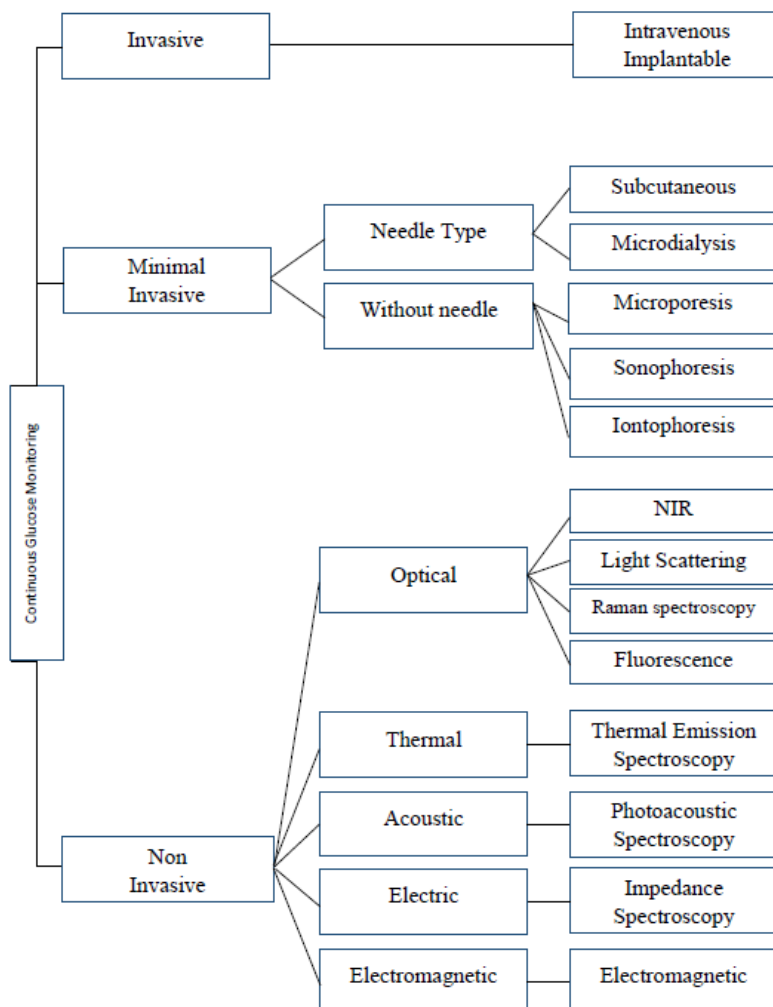 Invasive
Intravenous
Implantable
Subcutaneous
Needle Type
Microdialysis
Minimal
Invasive
Without needle
Microporesis
Sonophoresis
Iontophoresis
Continuous Glucose Monitoring
NIR
Optical
Light Scattering
Raman spectroscopy
Fluorescence
Thermal
Thermal Emission
Spectroscopy
Acoustic
Photoacoustic
Spectroscopy
Non
Invasive
Electric
Impedance
Spectroscopy
Electromagnetic
Electromagnetic